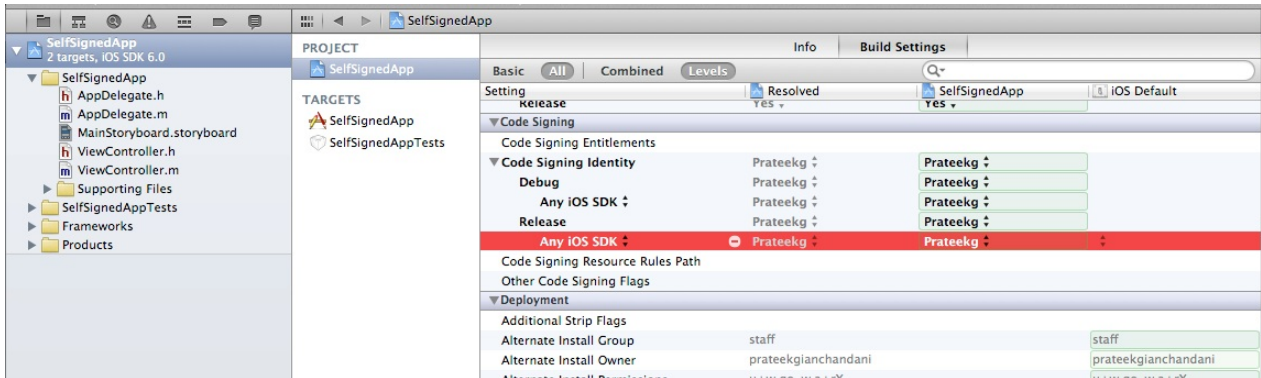 SelfSignedApp
SelfSignedApp
2 targets, iOS SDK 6.0
SelfSignedApp
AppDelegate.h
AppDelegate.m
MainStoryboard.storyboard
ViewController.h
ViewController.m
Supporting Files
SelfSignedAppTests
Frameworks
Products
PROJECT
SelfSignedApp
TARGETS
SelfSignedApp
SelfSignedAppTests
Info Build Settings
Basic All Combined Levels
Setting Resolved SelfSignedApp iOS Default
Release Yes Yes
Code Signing
Code Signing Entitlements
Code Signing Identity Prateekg Prateekg
Debug Prateekg Prateekg
Any iOS SDK Prateekg Prateekg
Release Prateekg Prateekg
Any iOS SDK Prateekg Prateekg
Code Signing Resource Rules Path
Other Code Signing Flags
Deployment
Additional Strip Flags
Alternate Install Group staff staff
Alternate Install Owner prateekgianchandani prateekgianchandani
Alternate Install Permissions